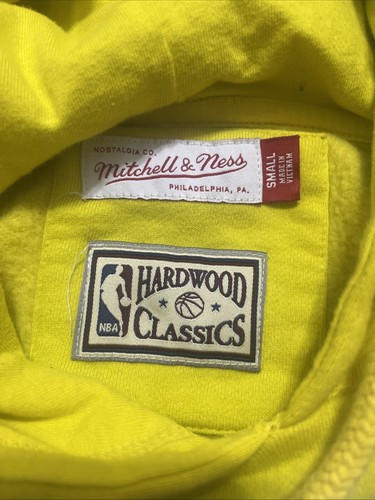 NOSTALGIA CO.
Mitchell & Ness
PHILADELPHIA, PA.
SMALL
MADE IN
VIETNAM
HARDWOOD
NBA
CLASSICS